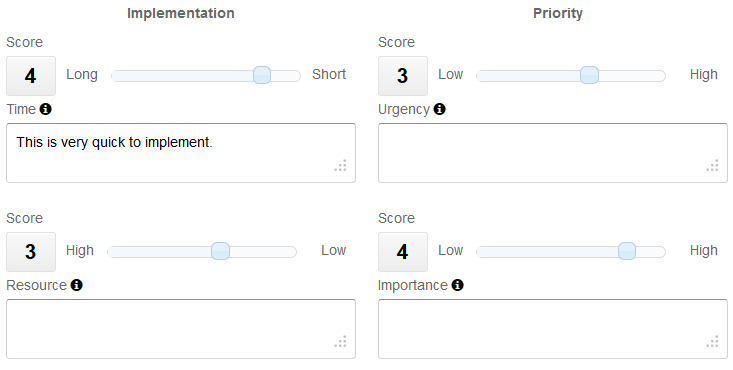 Implementation
Priority
Score
Score
4 Long Short
3 Low High
Time
Urgency
This is very quick to implement.
Score
Score
3 High Low
4 Low High
Resource
Importance